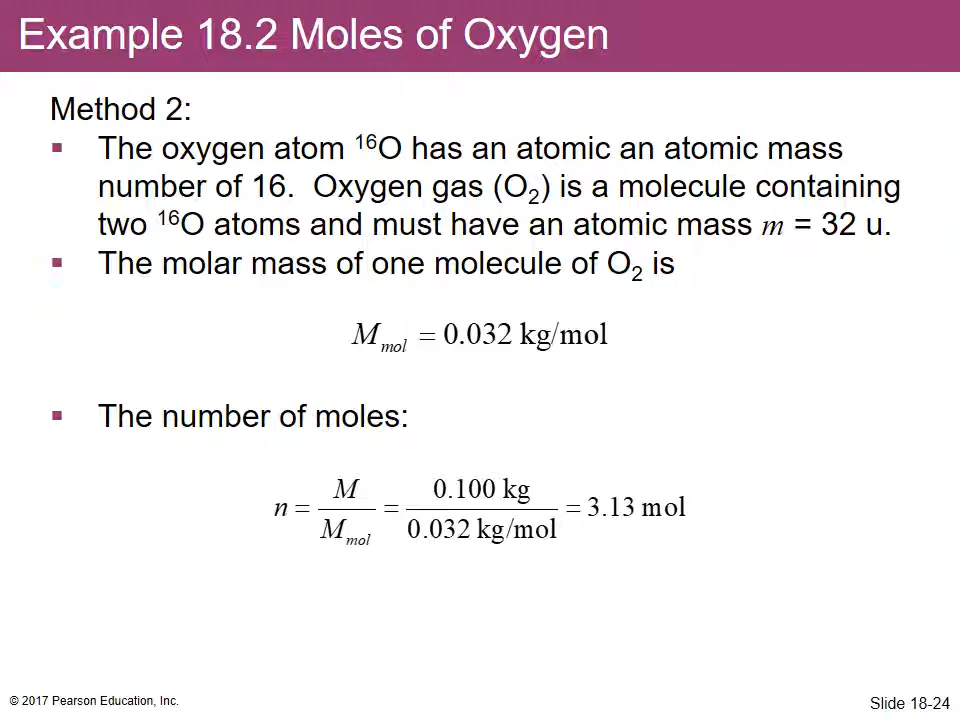 Example 18.2 Moles of Oxygen
Method 2:
▪ The oxygen atom ¹⁶O has an atomic an atomic mass
number of 16. Oxygen gas (O₂) is a molecule containing
two ¹⁶O atoms and must have an atomic mass m = 32 u.
▪ The molar mass of one molecule of O₂ is
M_mol = 0.032 kg/mol
▪ The number of moles:
n = M / M_mol = 0.100 kg / 0.032 kg/mol = 3.13 mol
© 2017 Pearson Education, Inc.
Slide 18-24